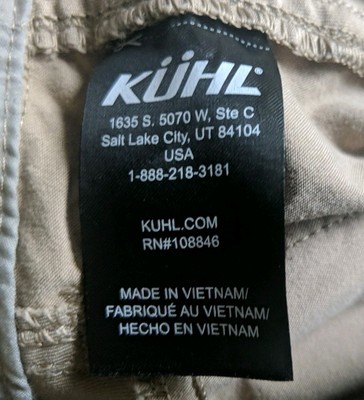 KÜHL
1635 S. 5070 W, Ste C
Salt Lake City, UT 84104
USA
1-888-218-3181
KUHL.COM
RN#108846
MADE IN VIETNAM/
FABRIQUÉ AU VIETNAM/
HECHO EN VIETNAM